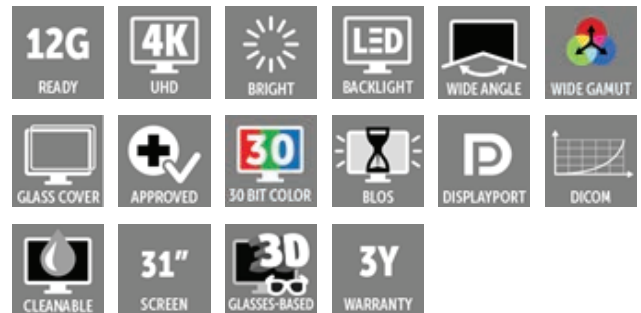 12G
READY
4K
UHD
BRIGHT
LED
BACKLIGHT
WIDE ANGLE
WIDE GAMUT
GLASS COVER
APPROVED
30
30 BIT COLOR
BLOS
DISPLAYPORT
DICOM
CLEANABLE
31"
SCREEN
3D
GLASSES-BASED
3Y
WARRANTY